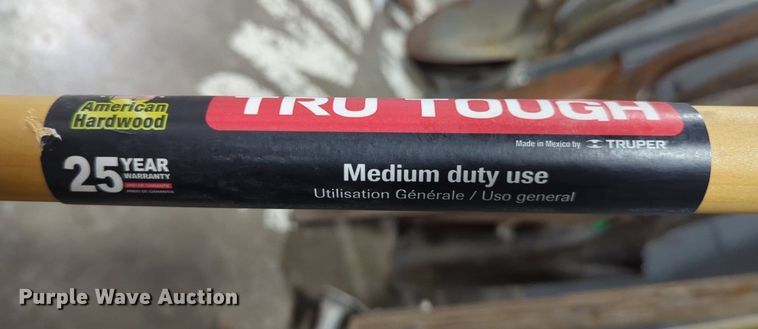 American
Hardwood
TRU TOUGH
Made in Mexico by TRUPER
25 YEAR
WARRANTY
Medium duty use
Utilisation Générale / Uso general
Purple Wave Auction